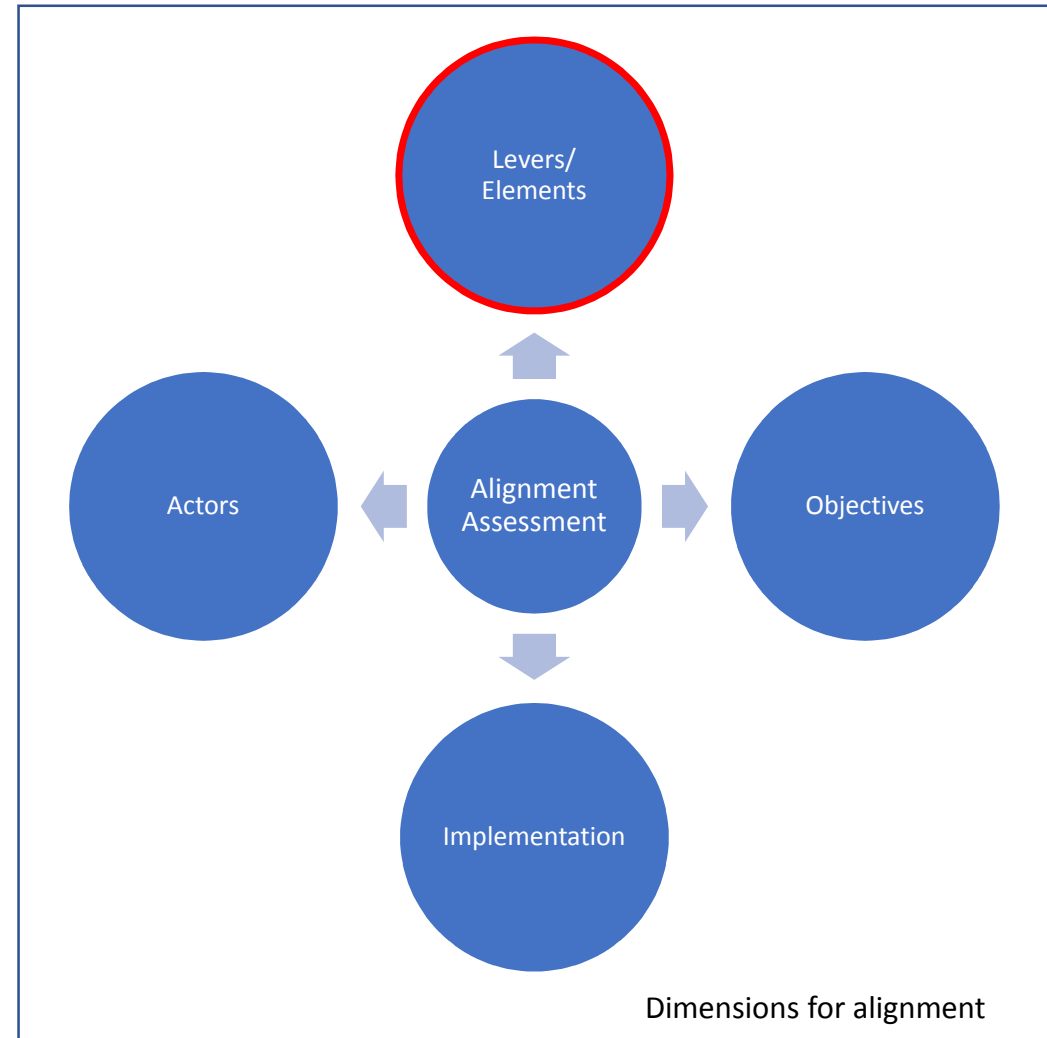 Levers/
Elements
Actors
Alignment
Assessment
Objectives
Implementation
Dimensions for alignment